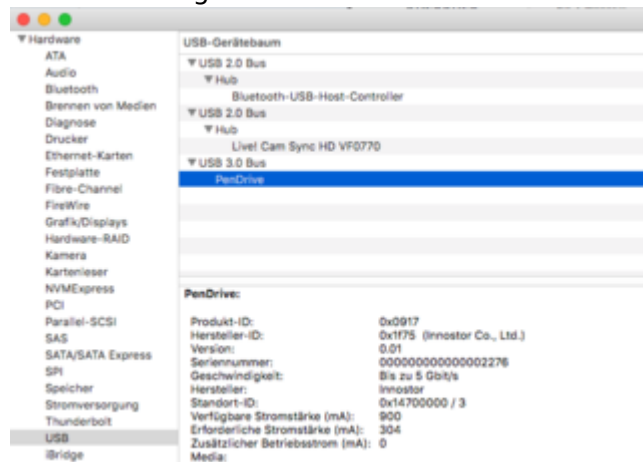 Hardware
ATA
Audio
Bluetooth
Brennen von Medien
Diagnose
Drucker
Ethernet-Karten
Festplatte
Fibre-Channel
FireWire
Grafik/Displays
Hardware-RAID
Kamera
Kartenleser
NVMExpress
PCI
Parallel-SCSI
SAS
SATA/SATA Express
SPI
Speicher
Stromversorgung
Thunderbolt
USB
iBridge
USB-Gerätebaum
USB 2.0 Bus
Hub
Bluetooth-USB-Host-Controller
USB 2.0 Bus
Hub
Live! Cam Sync HD VF0770
USB 3.0 Bus
PenDrive
PenDrive:
Produkt-ID: 0x0917
Hersteller-ID: 0x1f75 (Innostor Co., Ltd.)
Version: 0.01
Seriennummer: 000000000000002276
Geschwindigkeit: Bis zu 5 Gbit/s
Hersteller: Innostor
Standort-ID: 0x14700000 / 3
Verfügbare Stromstärke (mA): 900
Erforderliche Stromstärke (mA): 304
Zusätzlicher Betriebsstrom (mA): 0
Media: